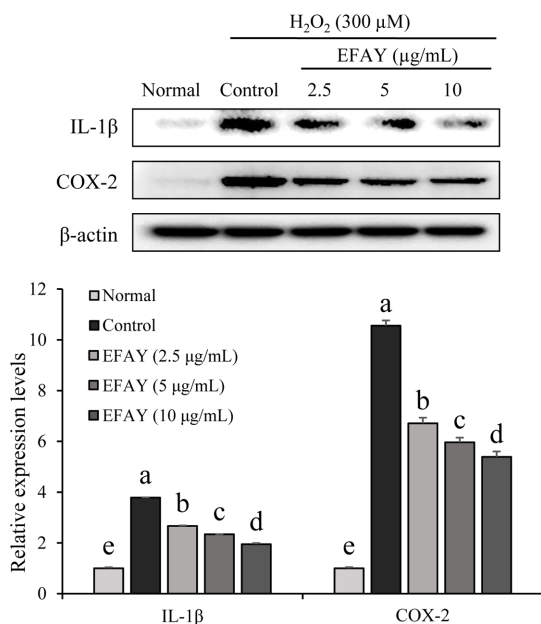 H₂O₂ (300 μM)
EFAY (μg/mL)
Normal Control 2.5 5 10
IL-1β
COX-2
β-actin
12
10
8
6
4
2
0
Relative expression levels
Normal
Control
EFAY (2.5 μg/mL)
EFAY (5 μg/mL)
EFAY (10 μg/mL)
e a b c d
e a b c d
IL-1β COX-2